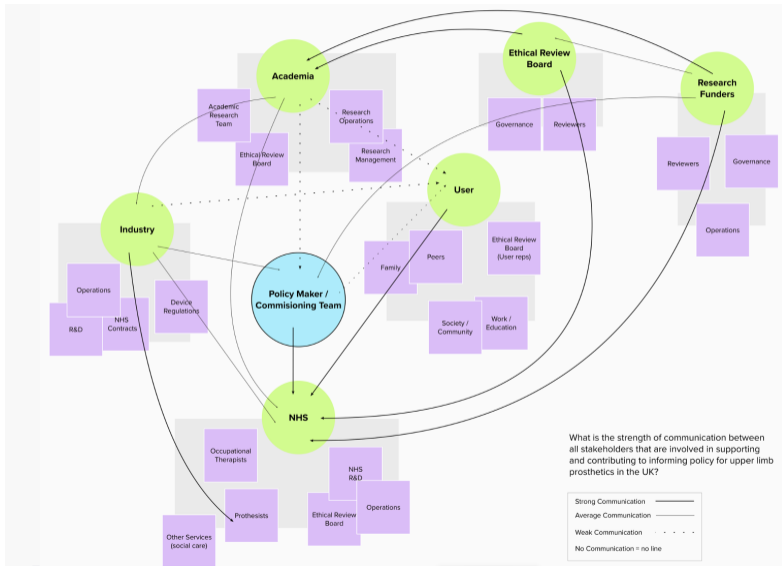 Academia
Academic
Research
Team
Research
Operations
Ethical Review
Board
Research
Management
Ethical Review
Board
Governance
Reviewers
Research
Funders
Reviewers
Governance
Operations
Industry
Operations
R&D
NHS
Contracts
Device
Regulations
User
Family
Peers
Ethical Review
Board
(User reps)
Society /
Community
Work /
Education
Policy Maker /
Commisioning Team
NHS
Occupational
Therapists
NHS
R&D
Prothesists
Ethical Review
Board
Operations
Other Services
(social care)
What is the strength of communication between
all stakeholders that are involved in supporting
and contributing to informing policy for upper limb
prosthetics in the UK?
Strong Communication
Average Communication
Weak Communication
No Communication = no line